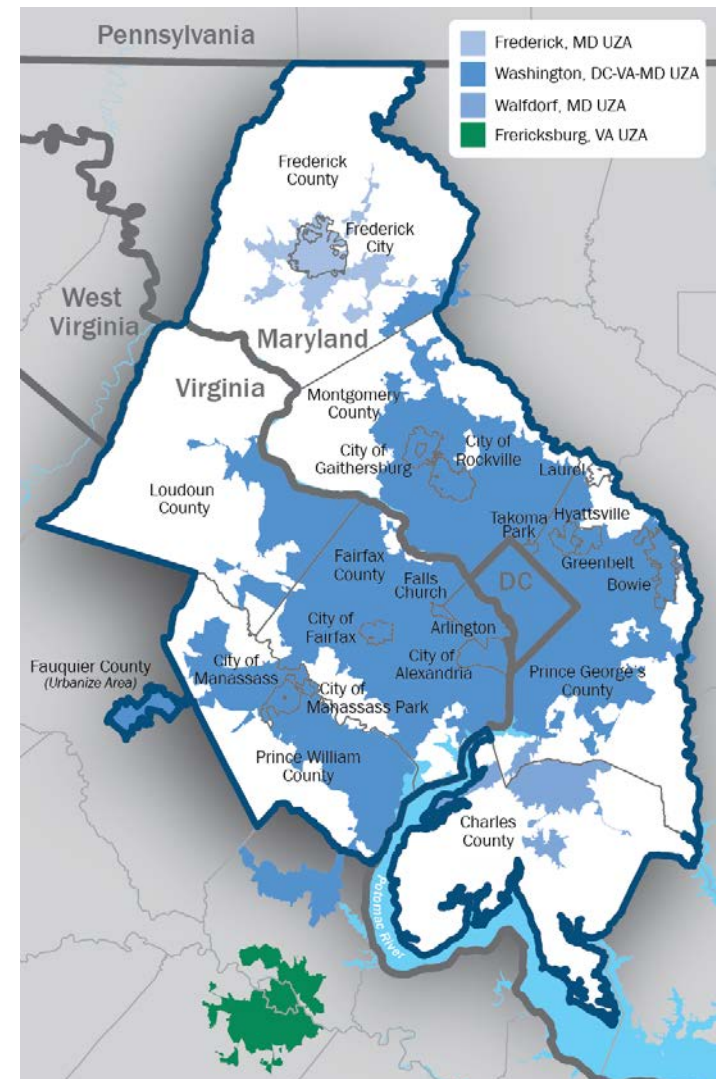 Pennsylvania
Frederick, MD UZA
Washington, DC-VA-MD UZA
Walfdorf, MD UZA
Frericksburg, VA UZA
Frederick
County
Frederick
City
West
Virginia
Maryland
Virginia
Montgomery
County
City of
Gaithersburg
City of
Rockville
Laurel
Loudoun
County
Takoma
Park
Hyattsville
Fairfax
County
Falls
Church
DC
Greenbelt
Bowie
City of
Fairfax
Arlington
City of
Alexandria
Fauquier County
(Urbanize Area)
City of
Manassass
City of
Manassass Park
Prince George's
County
Prince William
County
Charles
County
Potomac River